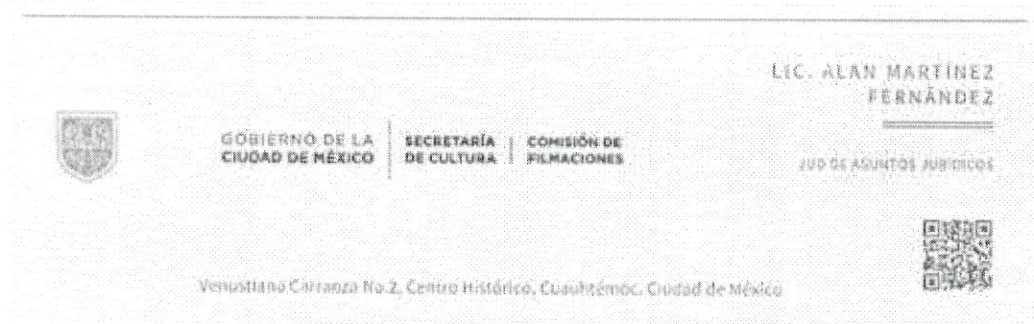 LIC. ALAN MARTÍNEZ
FERNÁNDEZ
GOBIERNO DE LA
CIUDAD DE MÉXICO
SECRETARÍA
DE CULTURA
COMISIÓN DE
FILMACIONES
JUD DE ASUNTOS JURÍDICOS
Venustiano Carranza No.2, Centro Histórico, Cuauhtémoc, Ciudad de México